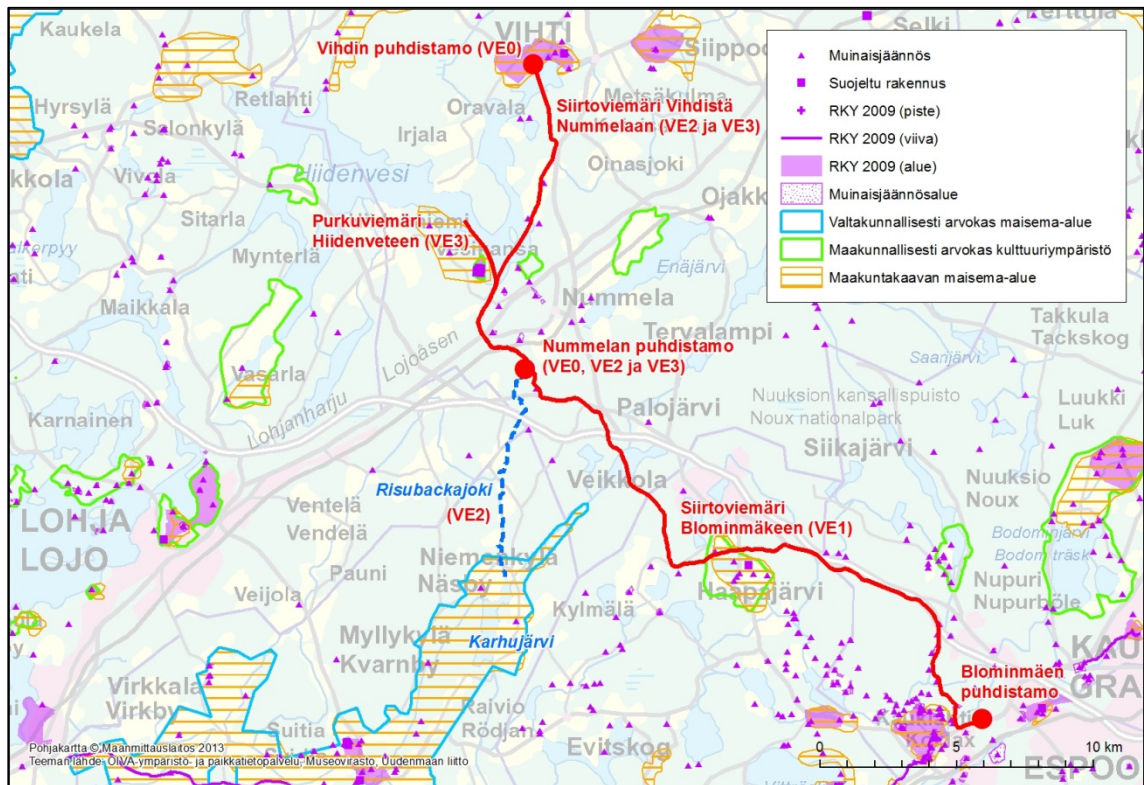 Kaukela
VIHTI
Selki
Vihdin puhdistamo (VE0)
Siippoo
Hyrsylä
Retlahti
Oravala
Metsäkulma
Salonkylä
Irjala
Siirtoviemäri Vihdistä
Nummelaan (VE2 ja VE3)
Oinasjoki
Vivola
Hiidenvesi
Ojakk
Sitarla
Purkuviemäri
Hiidenveteen (VE3)
Mynterlä
Enäjärvi
Maikkala
Nummela
Tervalampi
Takkula
Tackskog
Lojoåsen
Nummelan puhdistamo
(VE0, VE2 ja VE3)
Saanjärvi
Vasarla
Nuuksion kansallispuisto
Noux nationalpark
Luukki
Luk
Karnainen
Lohjanharju
Palojärvi
Siikajärvi
Veikkola
Nuuksio
Noux
Risubackajoki
(VE2)
Ventelä
Vendelä
Siirtoviemäri
Blominmäkeen (VE1)
LOHJA
LOJO
Bodominjärvi
Bodom träsk
Niemenkylä
Näsby
Pauni
Haapajärvi
Nupuri
Nupurböle
Veijola
Kylmälä
Karhujärvi
Myllykylä
Kvarnby
KAU
GRA
Blominmäen
puhdistamo
Virkkala
Virkby
Raivio
Rödjan
Suitia
Evitskog
ESPOO
Muinaisjäännös
Suojeltu rakennus
RKY 2009 (piste)
RKY 2009 (viiva)
RKY 2009 (alue)
Muinaisjäännösalue
Valtakunnallisesti arvokas maisema-alue
Maakunnallisesti arvokas kulttuuriympäristö
Maakuntakaavan maisema-alue
Pohjakartta © Maanmittauslaitos 2013
Teeman lähde: OIVA-ympäristö- ja paikkatietopalvelu, Museovirasto, Uudenmaan liitto
0 5 10 km